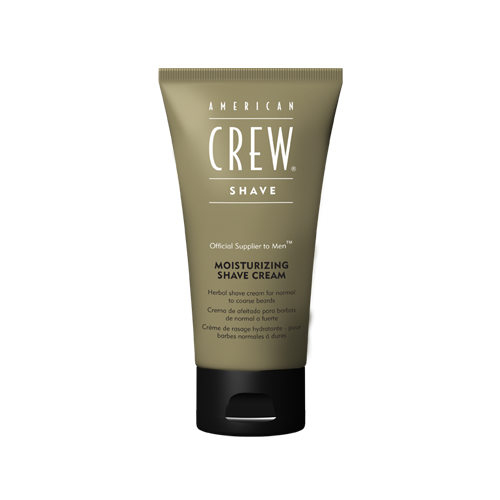 AMERICAN
CREW®
SHAVE
Official Supplier to Men™
MOISTURIZING
SHAVE CREAM
Herbal shave cream for normal
to coarse beards
Crema de afeitado para barbas
de normal a fuerte
Crème de rasage hydratante - pour
barbes normales à dures